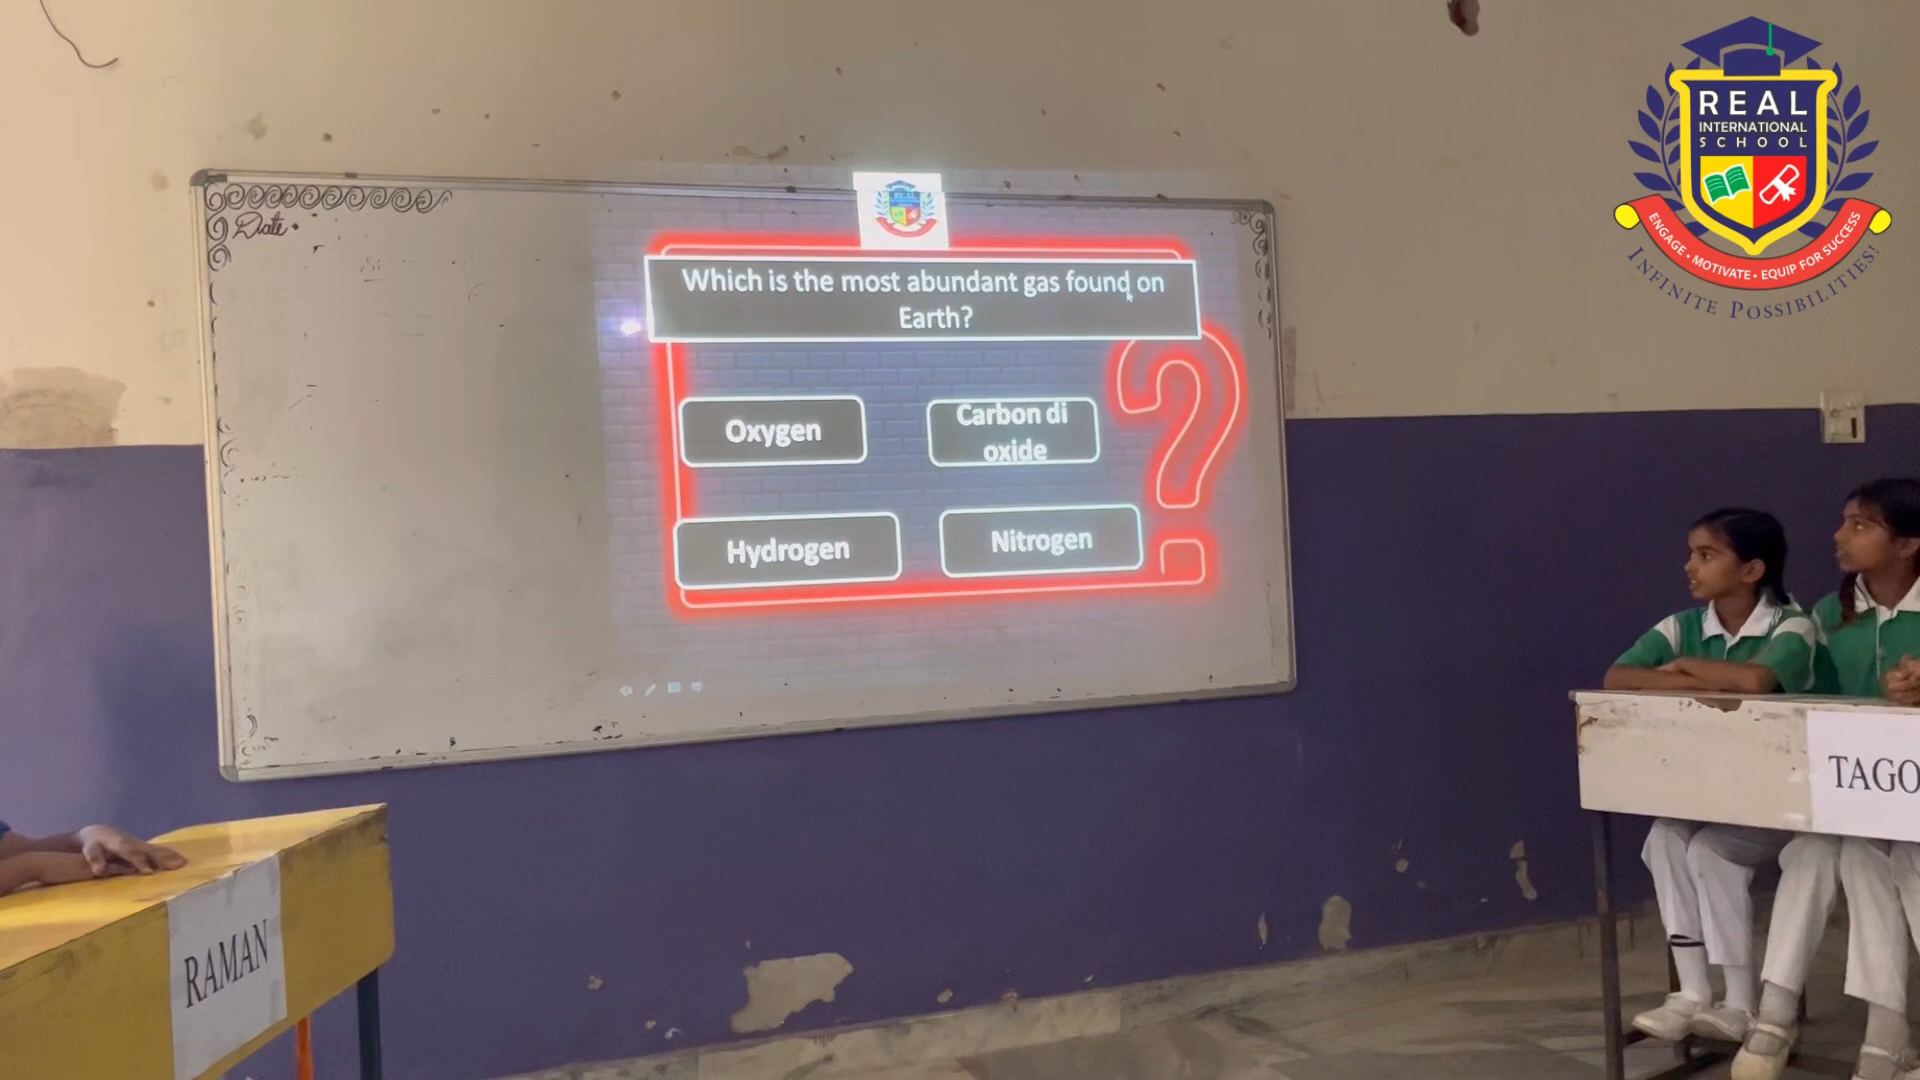 REAL
INTERNATIONAL
SCHOOL
ENGAGE • MOTIVATE • EQUIP FOR SUCCESS
INFINITE POSSIBILITIES!
Date
REAL
Which is the most abundant gas found on
Earth?
Oxygen
Carbon di
oxide
Hydrogen
Nitrogen
TAGO
RAMAN